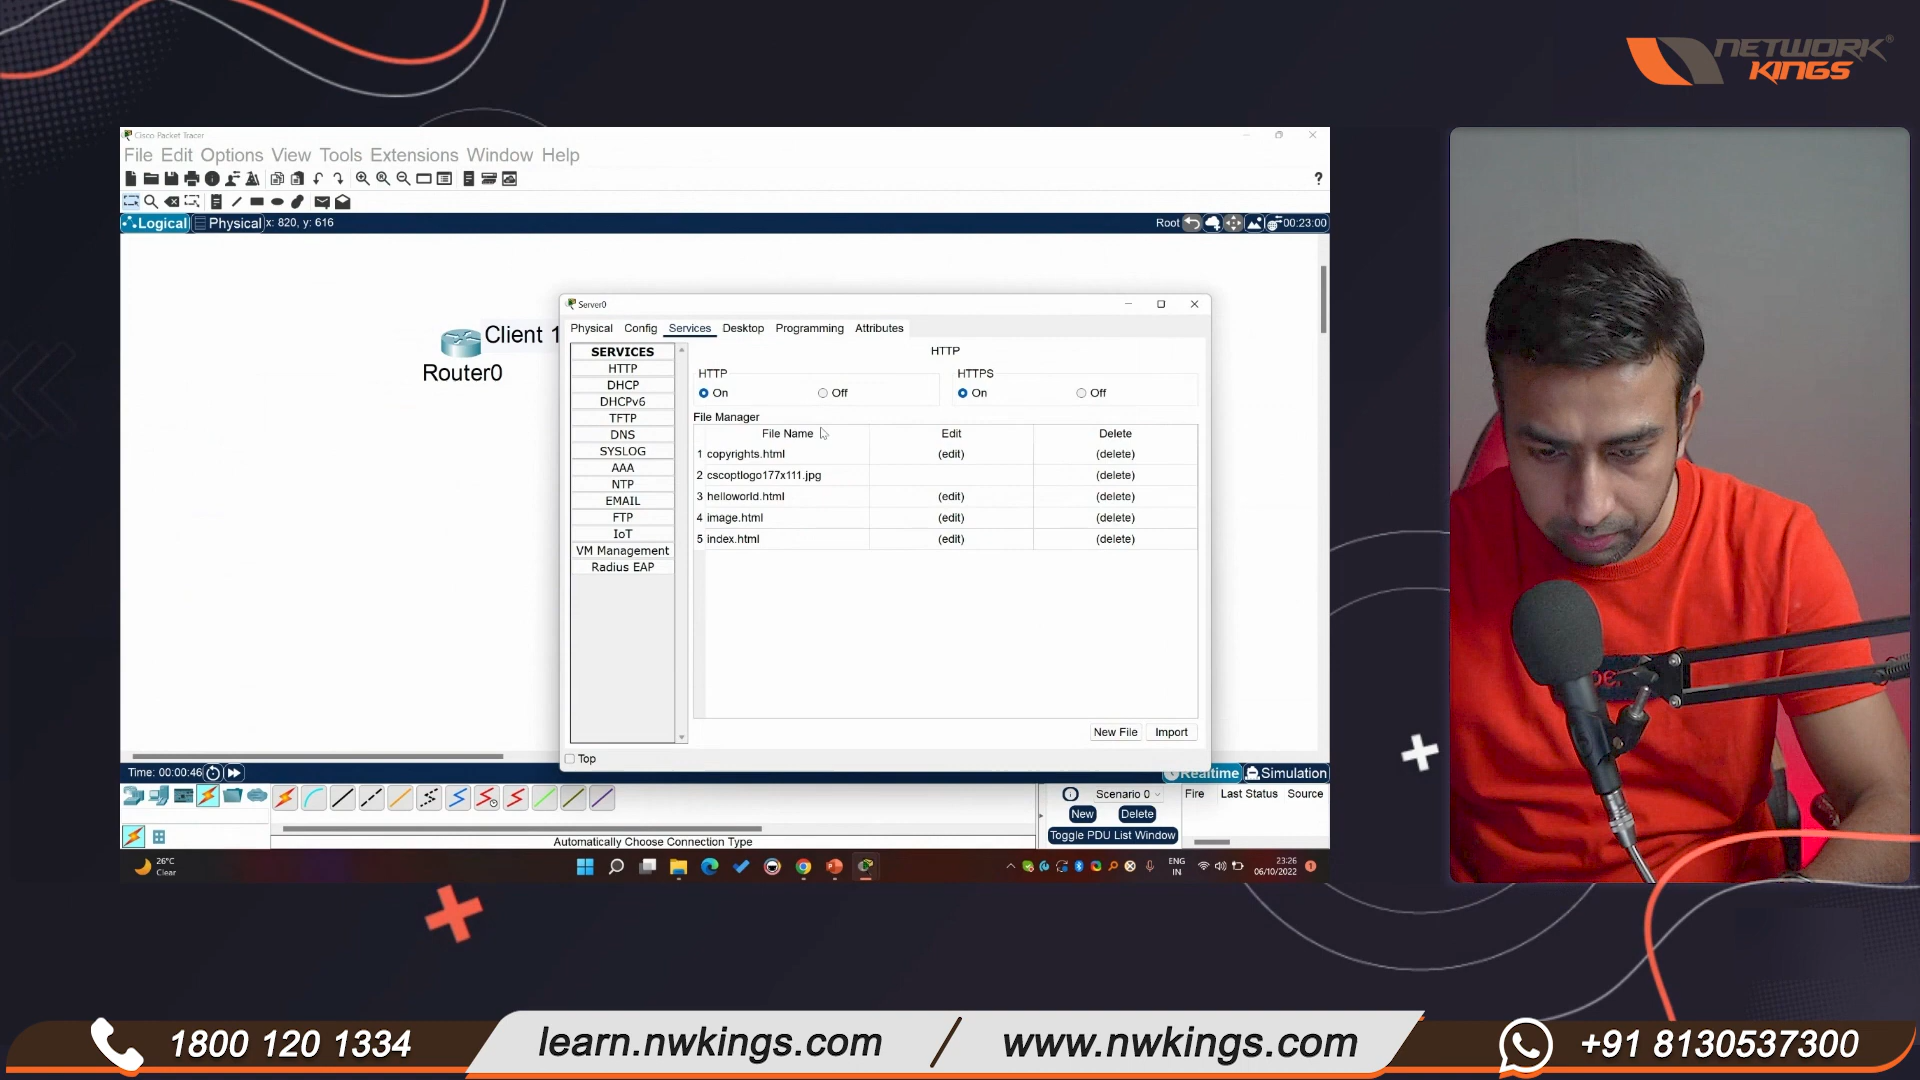 NETWORK
KINGS
Cisco Packet Tracer
File Edit Options View Tools Extensions Window Help
?
Logical Physical x: 820, y: 616
Root 00:23:00
Client 1
Router0
Server0
Physical Config Services Desktop Programming Attributes
SERVICES
HTTP
DHCP
DHCPv6
TFTP
DNS
SYSLOG
AAA
NTP
EMAIL
FTP
IoT
VM Management
Radius EAP
HTTP
HTTP
On Off
HTTPS
On Off
File Manager
File Name Edit Delete
1 copyrights.html (edit) (delete)
2 cscoptlogo177x111.jpg (delete)
3 helloworld.html (edit) (delete)
4 image.html (edit) (delete)
5 index.html (edit) (delete)
New File Import
Top
Time: 00:00:46
Realtime Simulation
Scenario 0
New Delete
Toggle PDU List Window
Fire Last Status Source
Automatically Choose Connection Type
26°C
Clear
ENG
IN
23:26
06/10/2022
1
1800 120 1334
learn.nwkings.com / www.nwkings.com
+91 8130537300